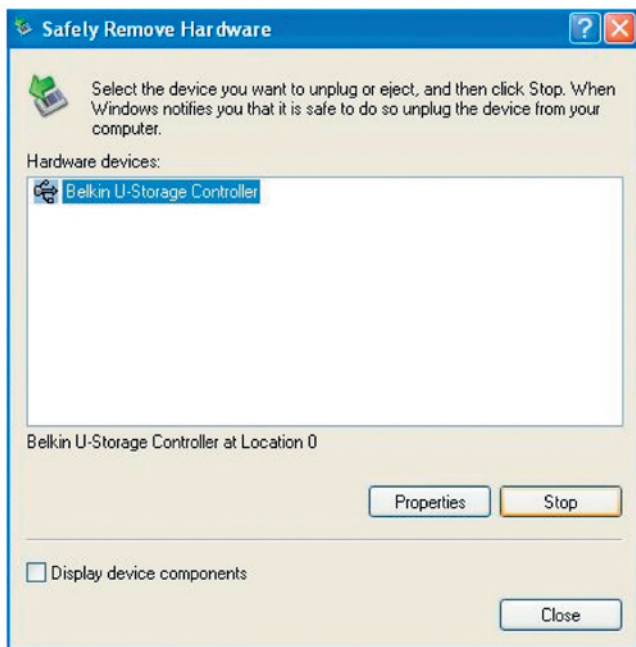 Safely Remove Hardware
Select the device you want to unplug or eject, and then click Stop. When
Windows notifies you that it is safe to do so unplug the device from your
computer.
Hardware devices:
Belkin U-Storage Controller
Belkin U-Storage Controller at Location 0
Properties Stop
Display device components
Close